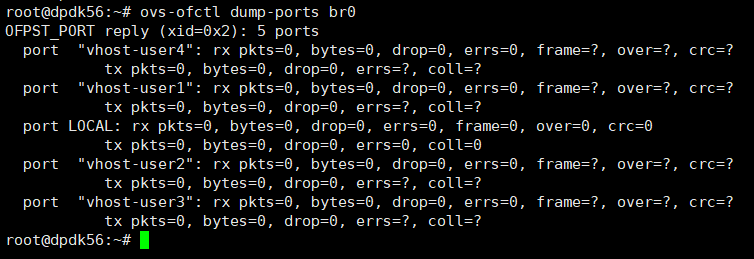 root@dpdk56:~# ovs-ofctl dump-ports br0
OFPST_PORT reply (xid=0x2): 5 ports
  port  "vhost-user4": rx pkts=0, bytes=0, drop=0, errs=0, frame=?, over=?, crc=?
           tx pkts=0, bytes=0, drop=0, errs=?, coll=?
  port  "vhost-user1": rx pkts=0, bytes=0, drop=0, errs=0, frame=?, over=?, crc=?
           tx pkts=0, bytes=0, drop=0, errs=?, coll=?
  port LOCAL: rx pkts=0, bytes=0, drop=0, errs=0, frame=0, over=0, crc=0
           tx pkts=0, bytes=0, drop=0, errs=0, coll=0
  port  "vhost-user2": rx pkts=0, bytes=0, drop=0, errs=0, frame=?, over=?, crc=?
           tx pkts=0, bytes=0, drop=0, errs=?, coll=?
  port  "vhost-user3": rx pkts=0, bytes=0, drop=0, errs=0, frame=?, over=?, crc=?
           tx pkts=0, bytes=0, drop=0, errs=?, coll=?
root@dpdk56:~#